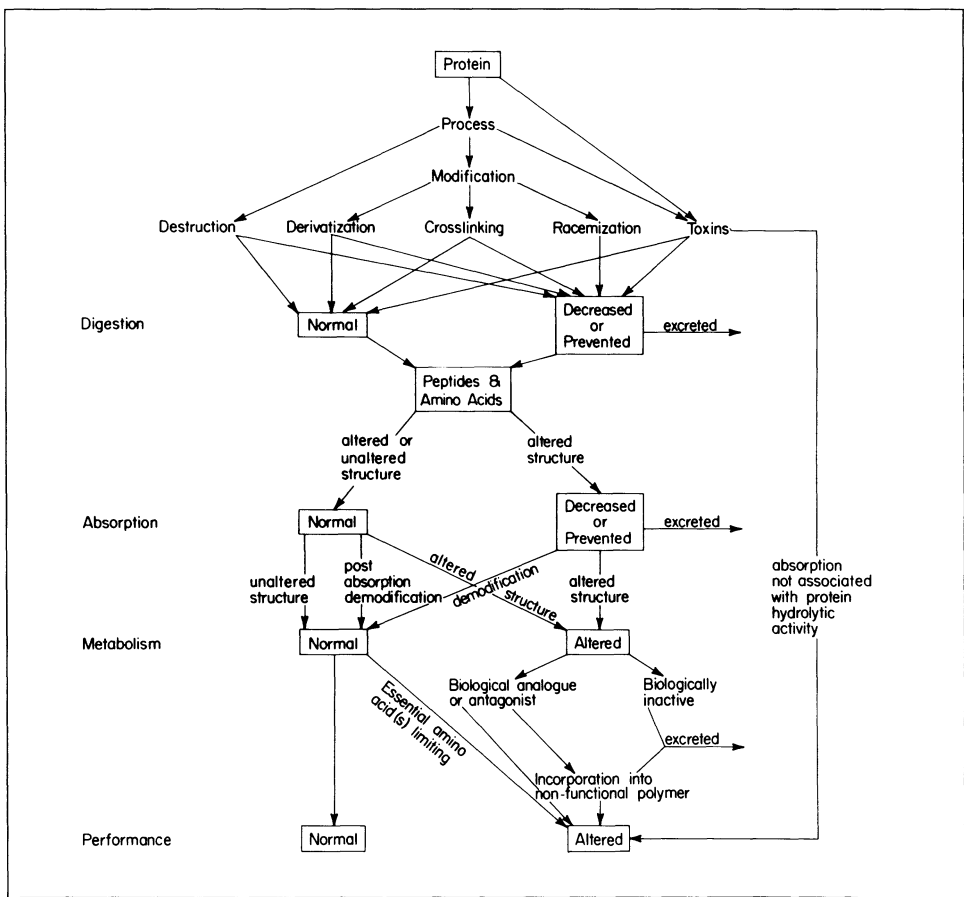 Protein
Process
Modification
Destruction
Derivatization
Crosslinking
Racemization
Toxins
Digestion
Normal
Decreased
or
Prevented
excreted
Peptides &
Amino Acids
altered or
unaltered
structure
altered
structure
Absorption
Normal
Decreased
or
Prevented
excreted
unaltered
structure
post
absorption
demodification
altered
structure
demodification
altered
structure
absorption
not associated
with protein
hydrolytic
activity
Metabolism
Normal
Altered
Essential amino
acid(s) limiting
Biological analogue
or antagonist
Biologically
inactive
excreted
Incorporation into
non-functional polymer
Performance
Normal
Altered